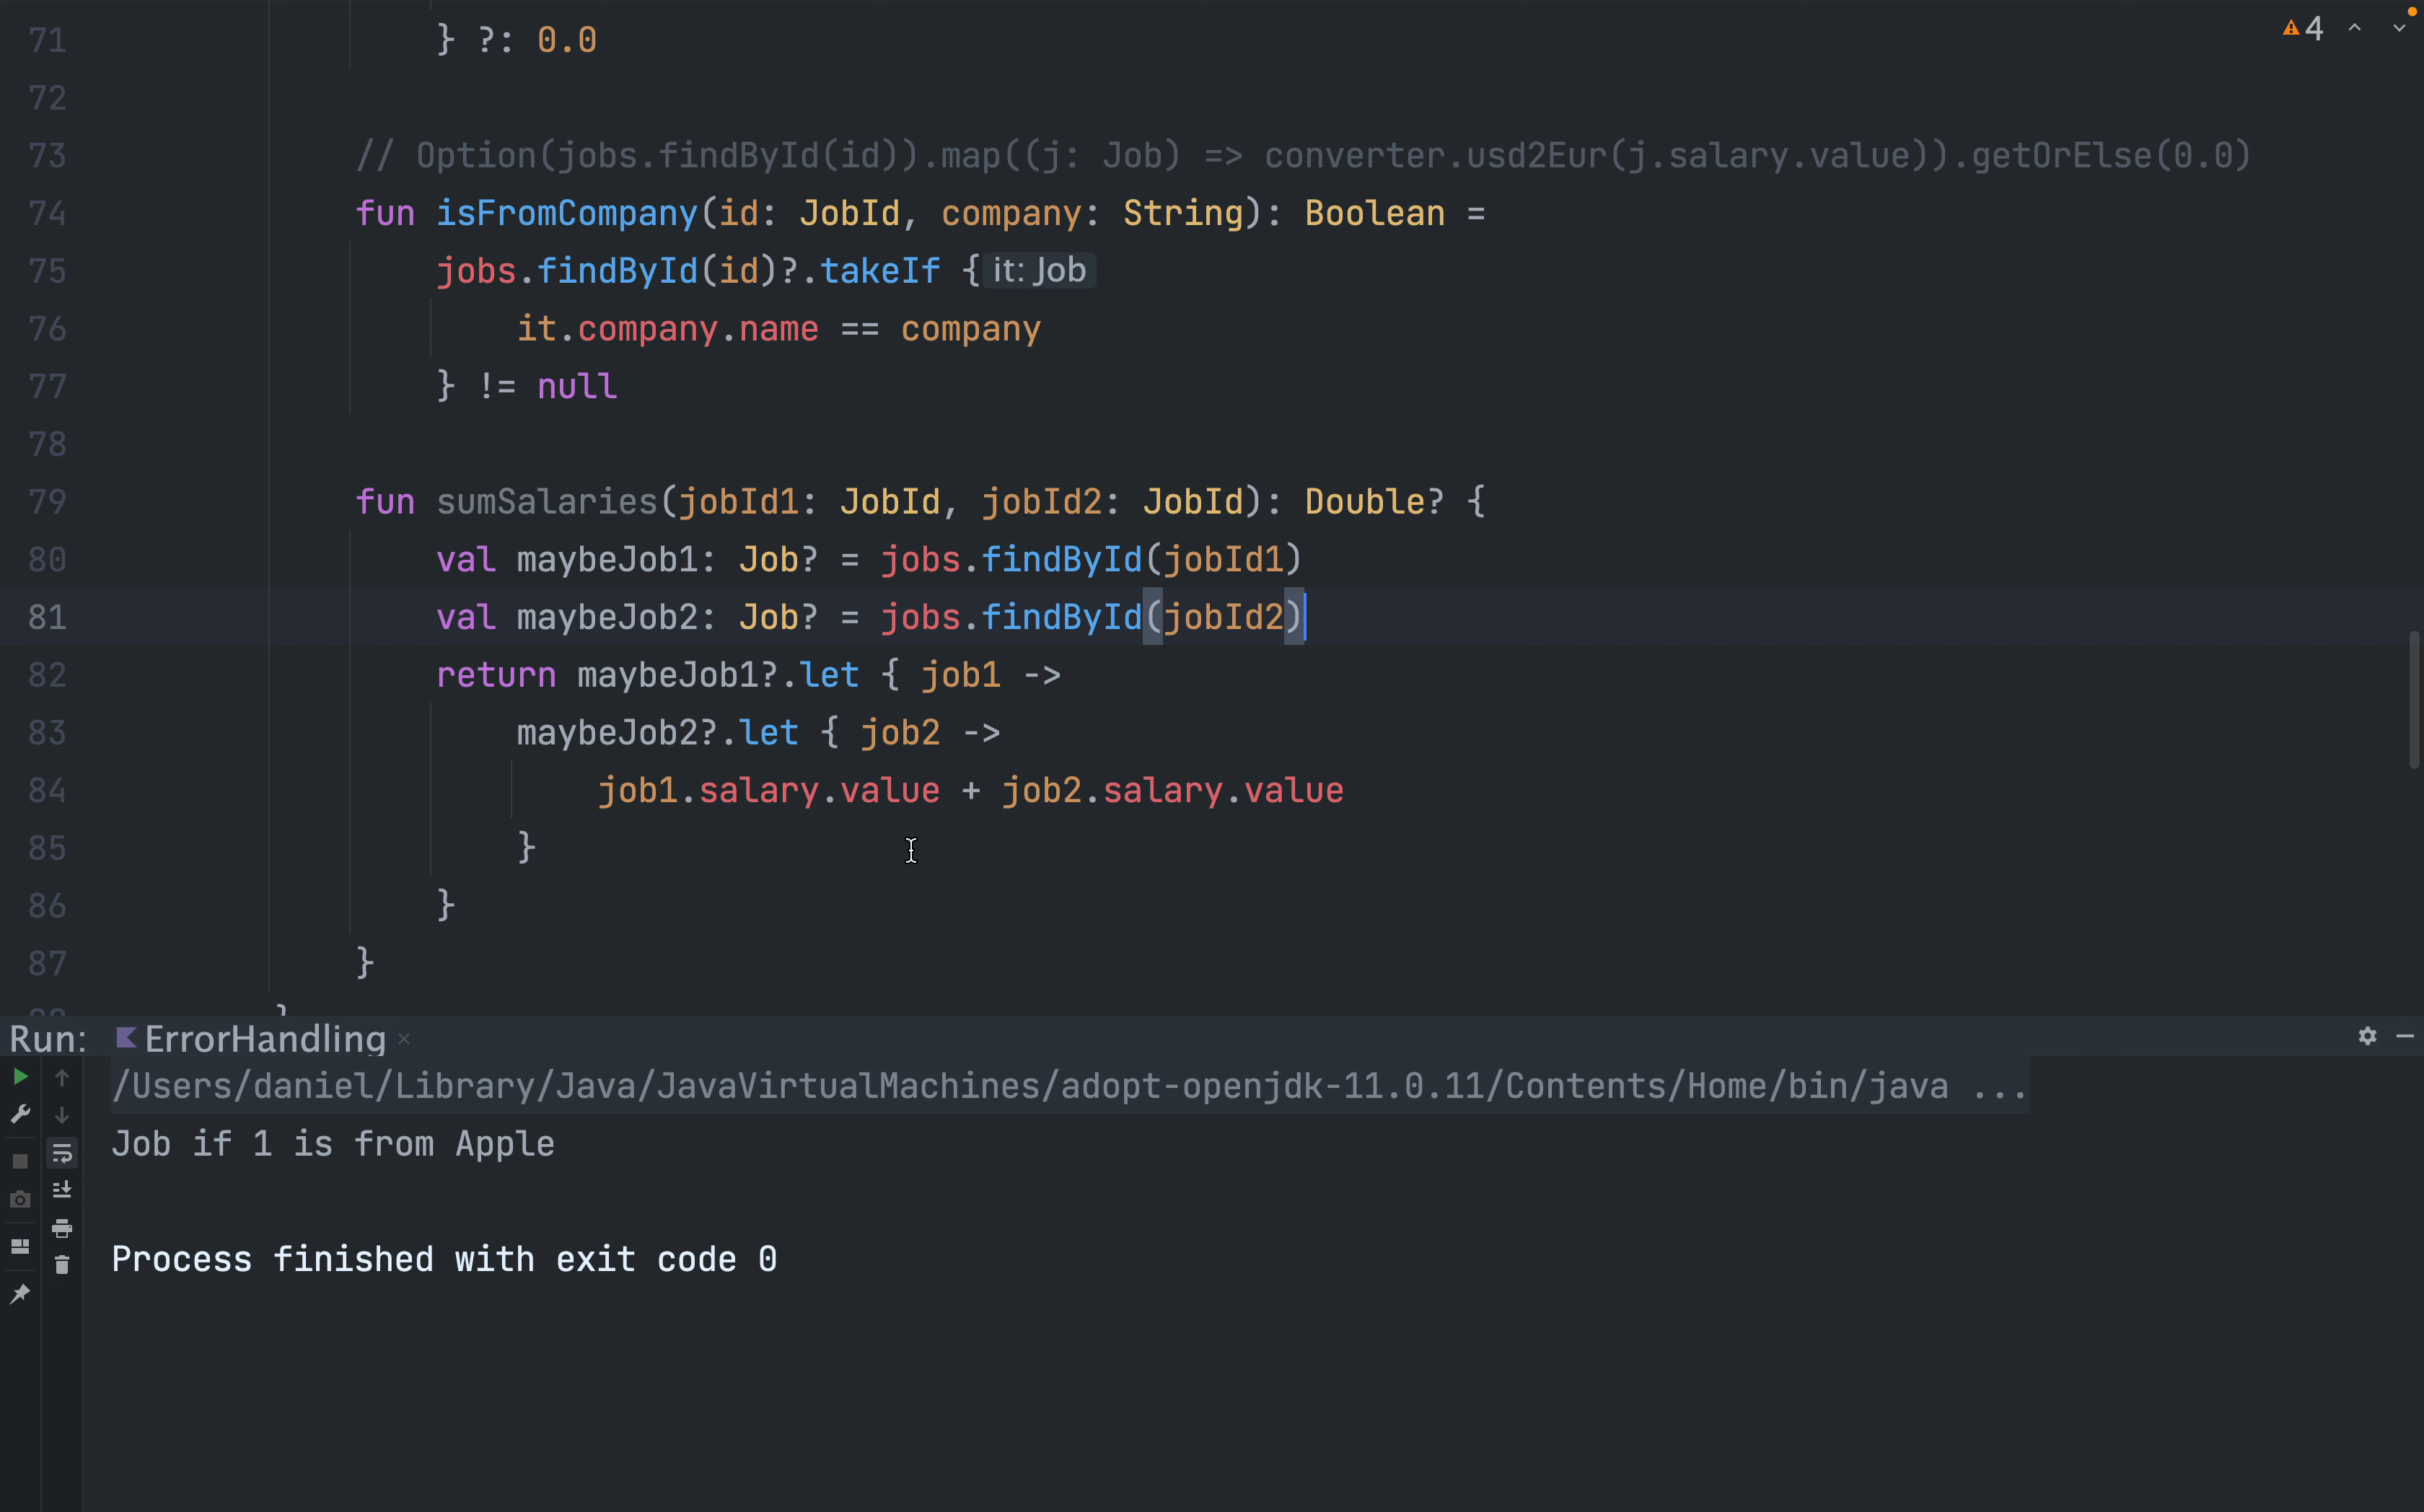 71 } ?: 0.0
4
72
73 // Option(jobs.findById(id)).map((j: Job) => converter.usd2Eur(j.salary.value)).getOrElse(0.0)
74 fun isFromCompany(id: JobId, company: String): Boolean =
75 jobs.findById(id)?.takeIf { it: Job
76 it.company.name == company
77 } != null
78
79 fun sumSalaries(jobId1: JobId, jobId2: JobId): Double? {
80 val maybeJob1: Job? = jobs.findById(jobId1)
81 val maybeJob2: Job? = jobs.findById(jobId2)
82 return maybeJob1?.let { job1 ->
83 maybeJob2?.let { job2 ->
84 job1.salary.value + job2.salary.value
85 }
86 }
87 }
}
Run: ErrorHandling ×
/Users/daniel/Library/Java/JavaVirtualMachines/adopt-openjdk-11.0.11/Contents/Home/bin/java ...
Job if 1 is from Apple
Process finished with exit code 0